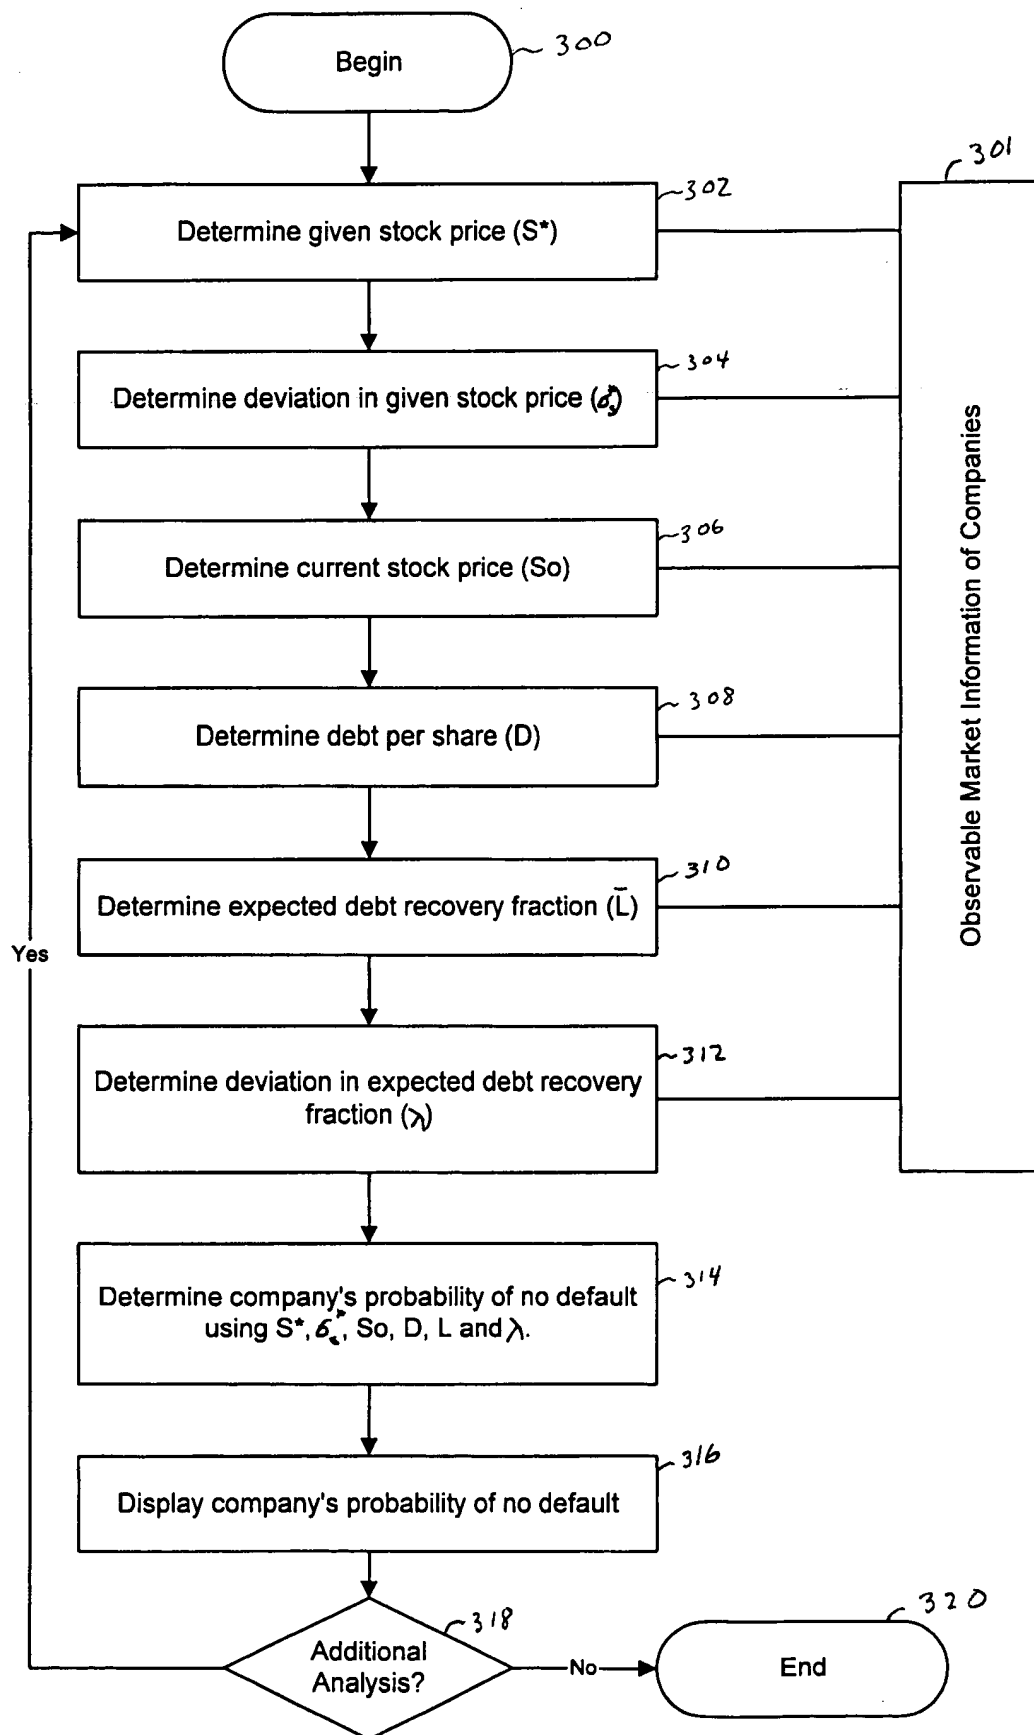 Begin
300
301
302
Determine given stock price (S*)
304
Determine deviation in given stock price (σs*)
306
Determine current stock price (So)
308
Determine debt per share (D)
310
Determine expected debt recovery fraction (L̄)
312
Determine deviation in expected debt recovery
fraction (λ)
Observable Market Information of Companies
Yes
314
Determine company's probability of no default
using S*, σs*, So, D, L and λ.
316
Display company's probability of no default
318
Additional
Analysis?
No
320
End